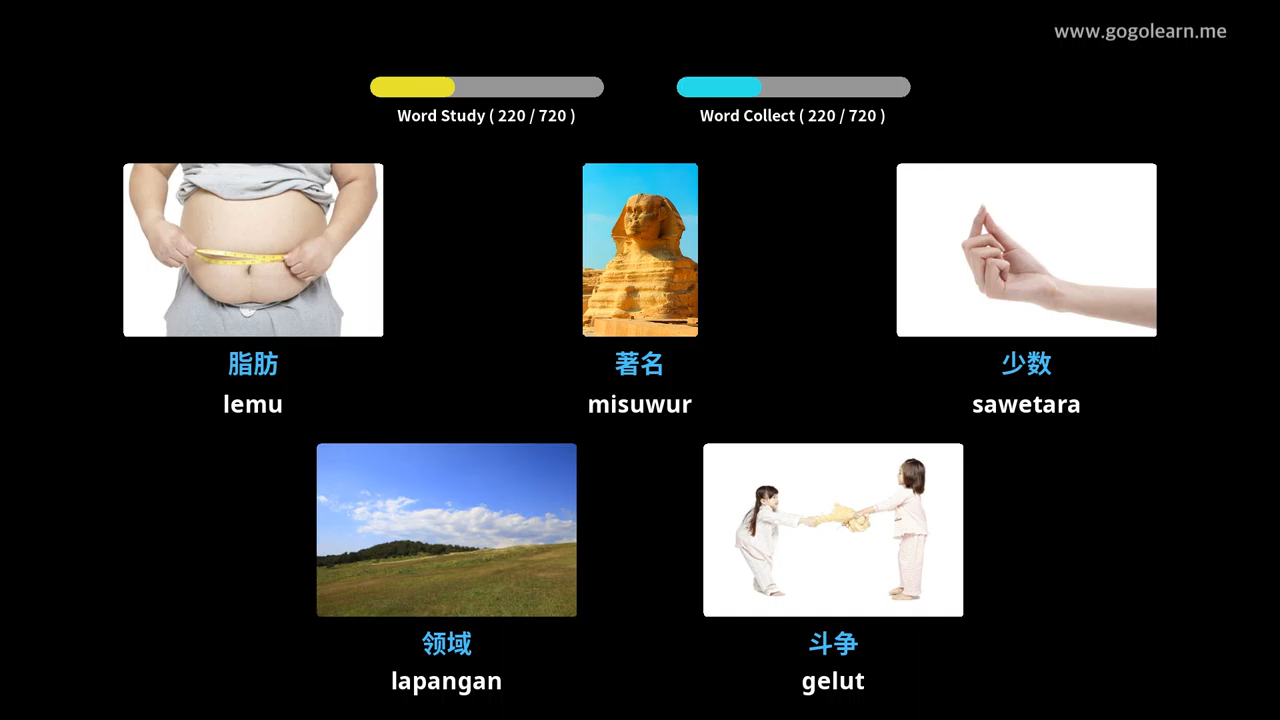 www.gogolearn.me
Word Study ( 220 / 720 )
Word Collect ( 220 / 720 )
脂肪
lemu
著名
misuwur
少数
sawetara
领域
lapangan
斗争
gelut